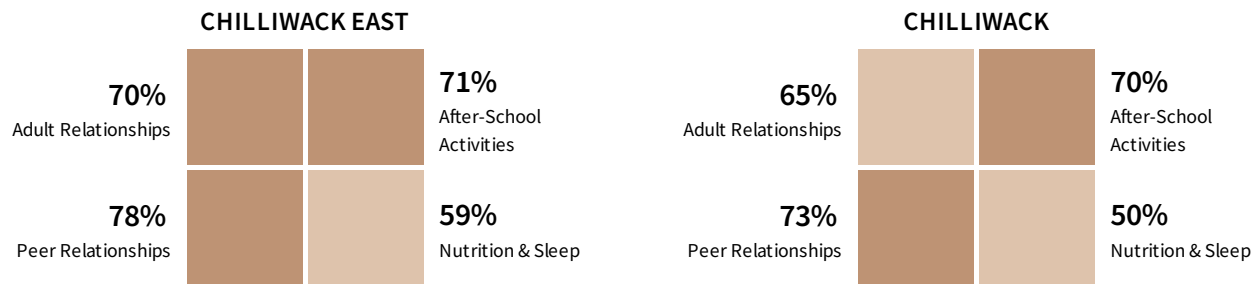 CHILLIWACK EAST
70%
Adult Relationships
71%
After-School
Activities
78%
Peer Relationships
59%
Nutrition & Sleep
CHILLIWACK
65%
Adult Relationships
70%
After-School
Activities
73%
Peer Relationships
50%
Nutrition & Sleep